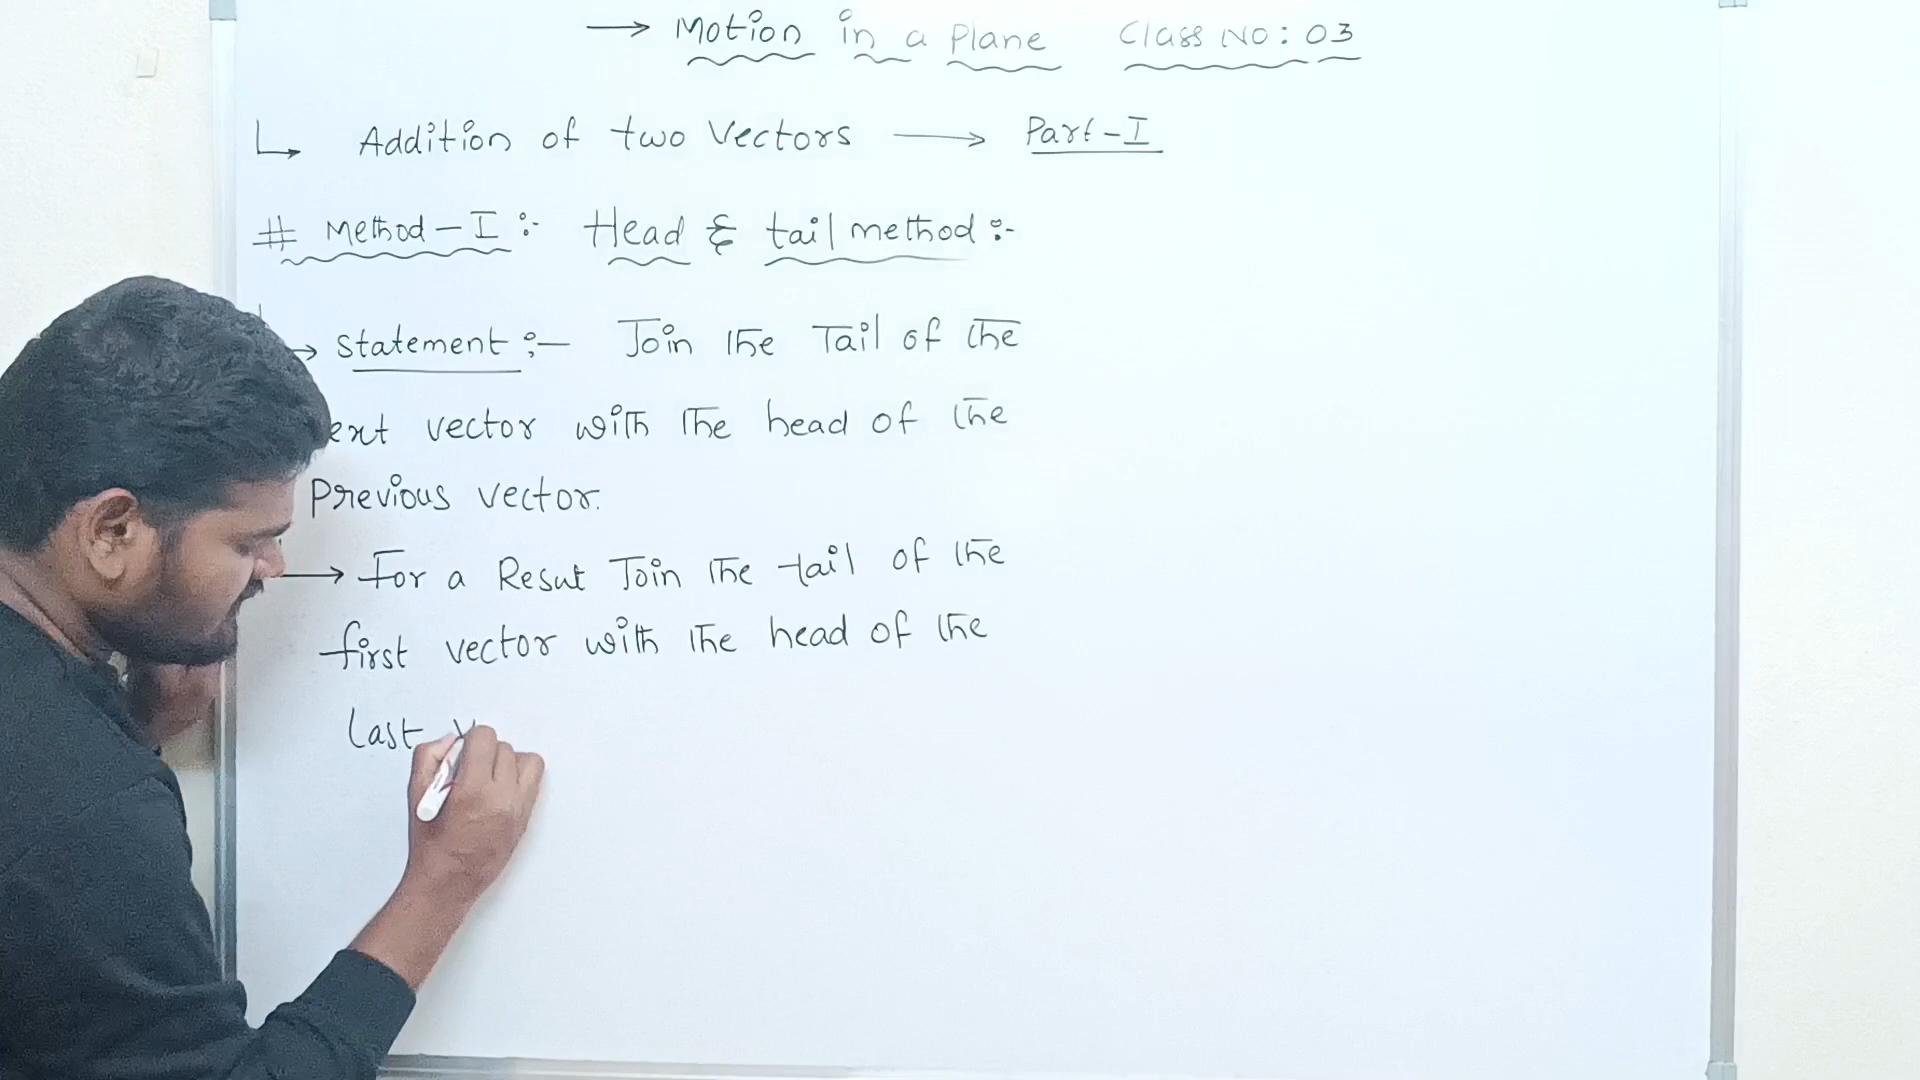 → Motion in a Plane Class No: 03
↳ Addition of two Vectors → Part-I
# Method-I :- Head & tail method :-
→ Statement :- Join the Tail of the
ext vector with the head of the
Previous vector.
→ For a Resut Join the tail of the
first vector with the head of the
last